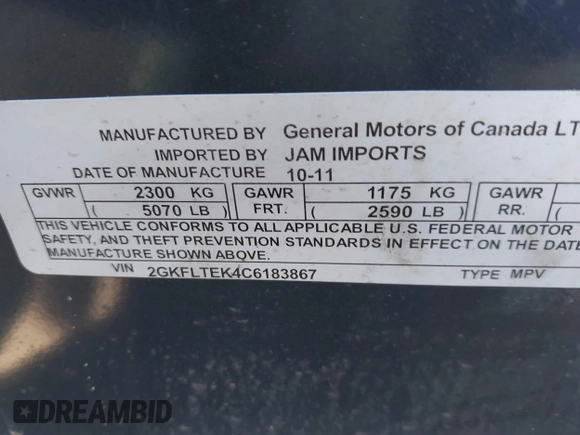 MANUFACTURED BY General Motors of Canada LT
IMPORTED BY JAM IMPORTS
DATE OF MANUFACTURE 10-11
GVWR 2300 KG GAWR 1175 KG GAWR
( 5070 LB ) FRT. ( 2590 LB ) RR. (
THIS VEHICLE CONFORMS TO ALL APPLICABLE U.S. FEDERAL MOTOR
SAFETY, AND THEFT PREVENTION STANDARDS IN EFFECT ON THE DATE
MANUFACTURE SHOWN ABOVE.
VIN 2GKFLTEK4C6183867 TYPE MPV
DREAMBID